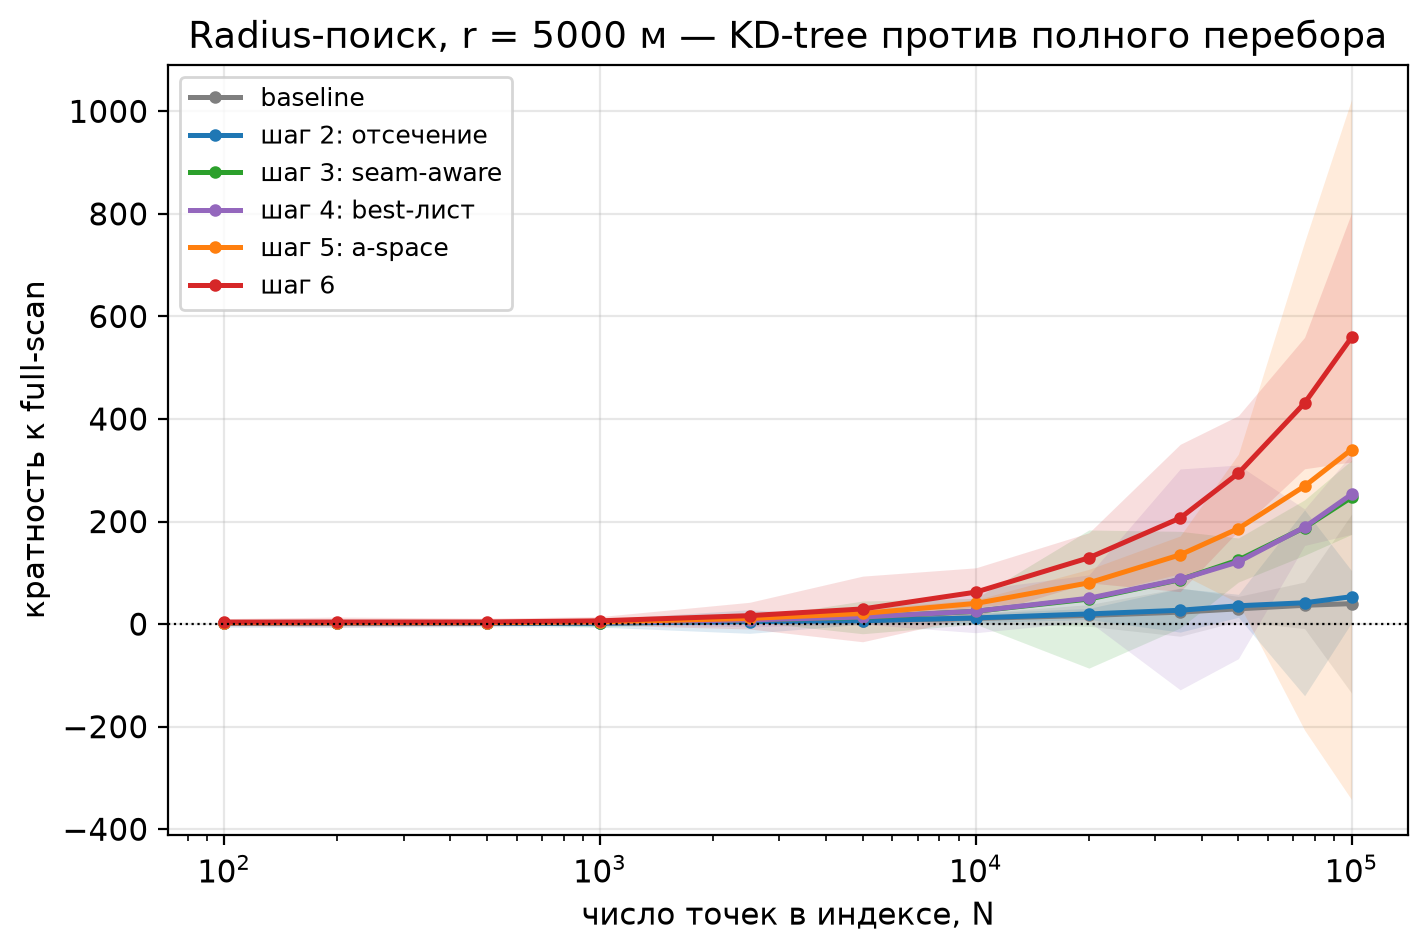 Radius-поиск, r = 5000 м — KD-tree против полного перебора
baseline
шаг 2: отсечение
шаг 3: seam-aware
шаг 4: best-лист
шаг 5: a-space
шаг 6
кратность к full-scan
1000
800
600
400
200
0
−200
−400
10²
10³
10⁴
10⁵
число точек в индексе, N